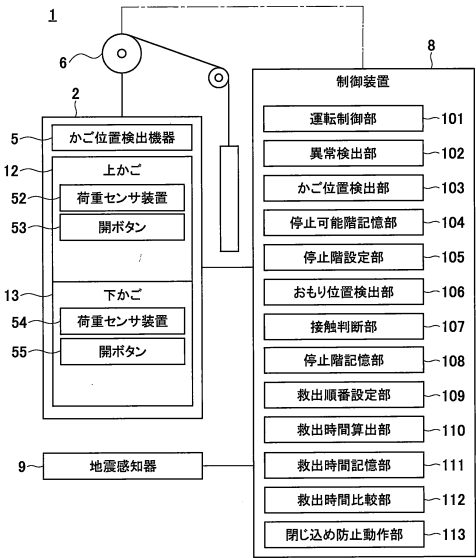 1
6
2
5
かご位置検出機器
12
上かご
52
荷重センサ装置
53
開ボタン
13
下かご
54
荷重センサ装置
55
開ボタン
9
地震感知器
8
制御装置
運転制御部
101
異常検出部
102
かご位置検出部
103
停止可能階記憶部
104
停止階設定部
105
おもり位置検出部
106
接触判断部
107
停止階記憶部
108
救出順番設定部
109
救出時間算出部
110
救出時間記憶部
111
救出時間比較部
112
閉じ込め防止動作部
113